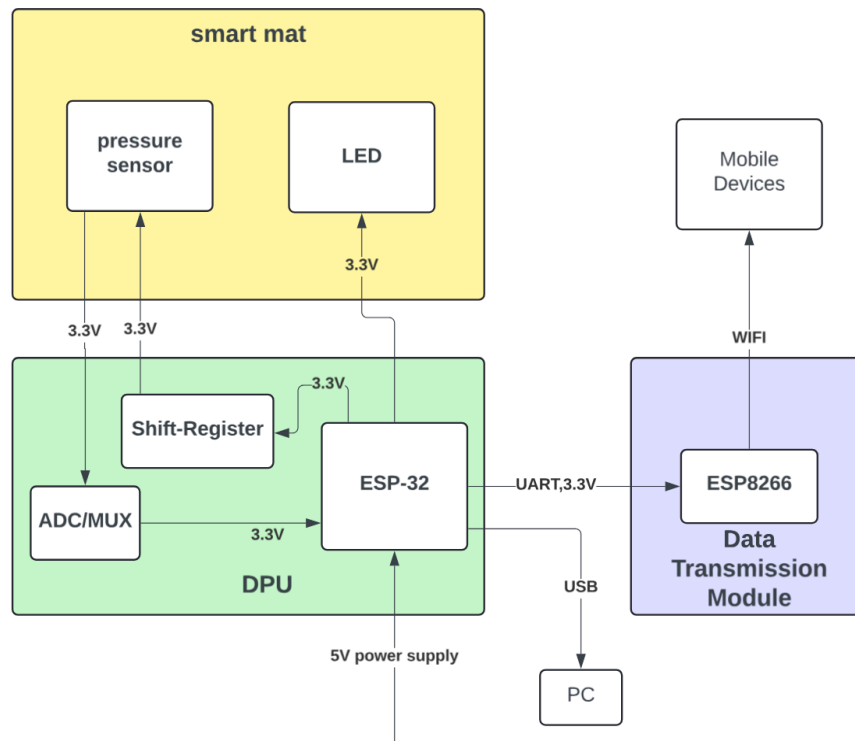 smart mat
pressure
sensor
LED
Mobile
Devices
3.3V
3.3V
3.3V
WIFI
3.3V
Shift-Register
ESP-32
UART,3.3V
ESP8266
ADC/MUX
3.3V
Data
Transmission
Module
DPU
USB
5V power supply
PC